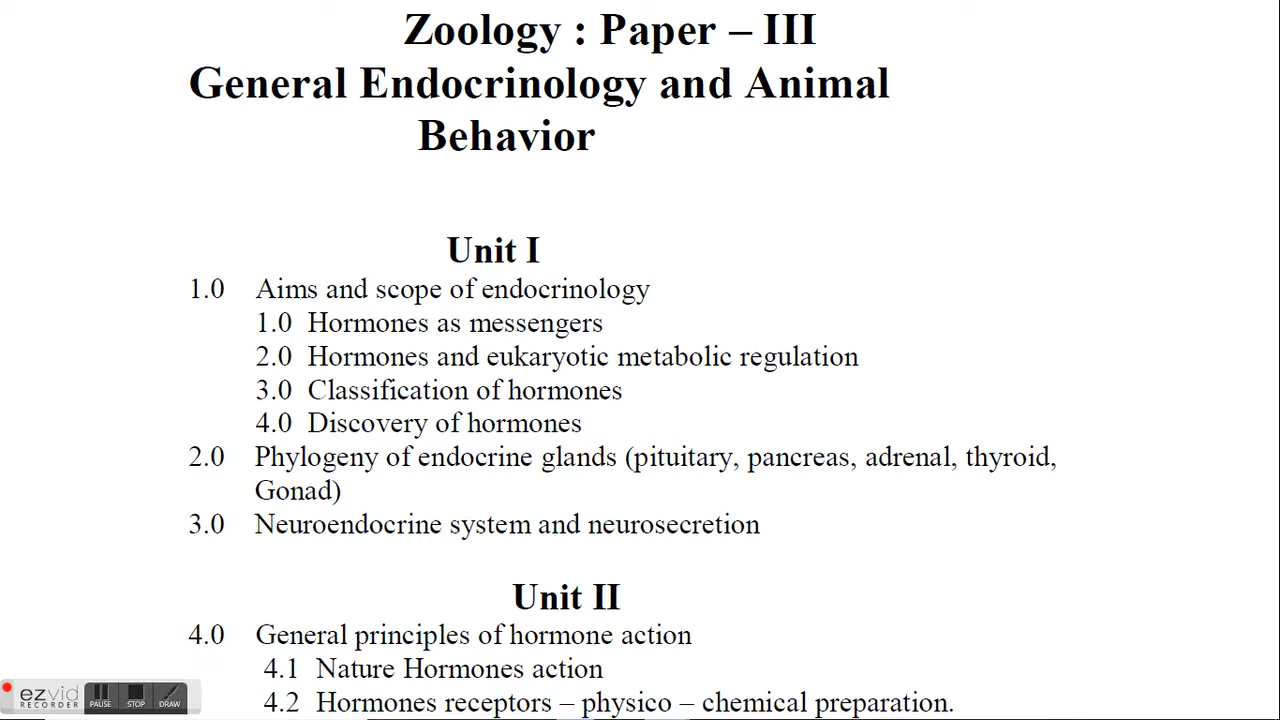 Zoology : Paper – III
General Endocrinology and Animal
Behavior
Unit I
1.0 Aims and scope of endocrinology
1.0 Hormones as messengers
2.0 Hormones and eukaryotic metabolic regulation
3.0 Classification of hormones
4.0 Discovery of hormones
2.0 Phylogeny of endocrine glands (pituitary, pancreas, adrenal, thyroid,
Gonad)
3.0 Neuroendocrine system and neurosecretion
Unit II
4.0 General principles of hormone action
4.1 Nature Hormones action
4.2 Hormones receptors – physico – chemical preparation.
ezvid
RECORDER
PAUSE STOP DRAW